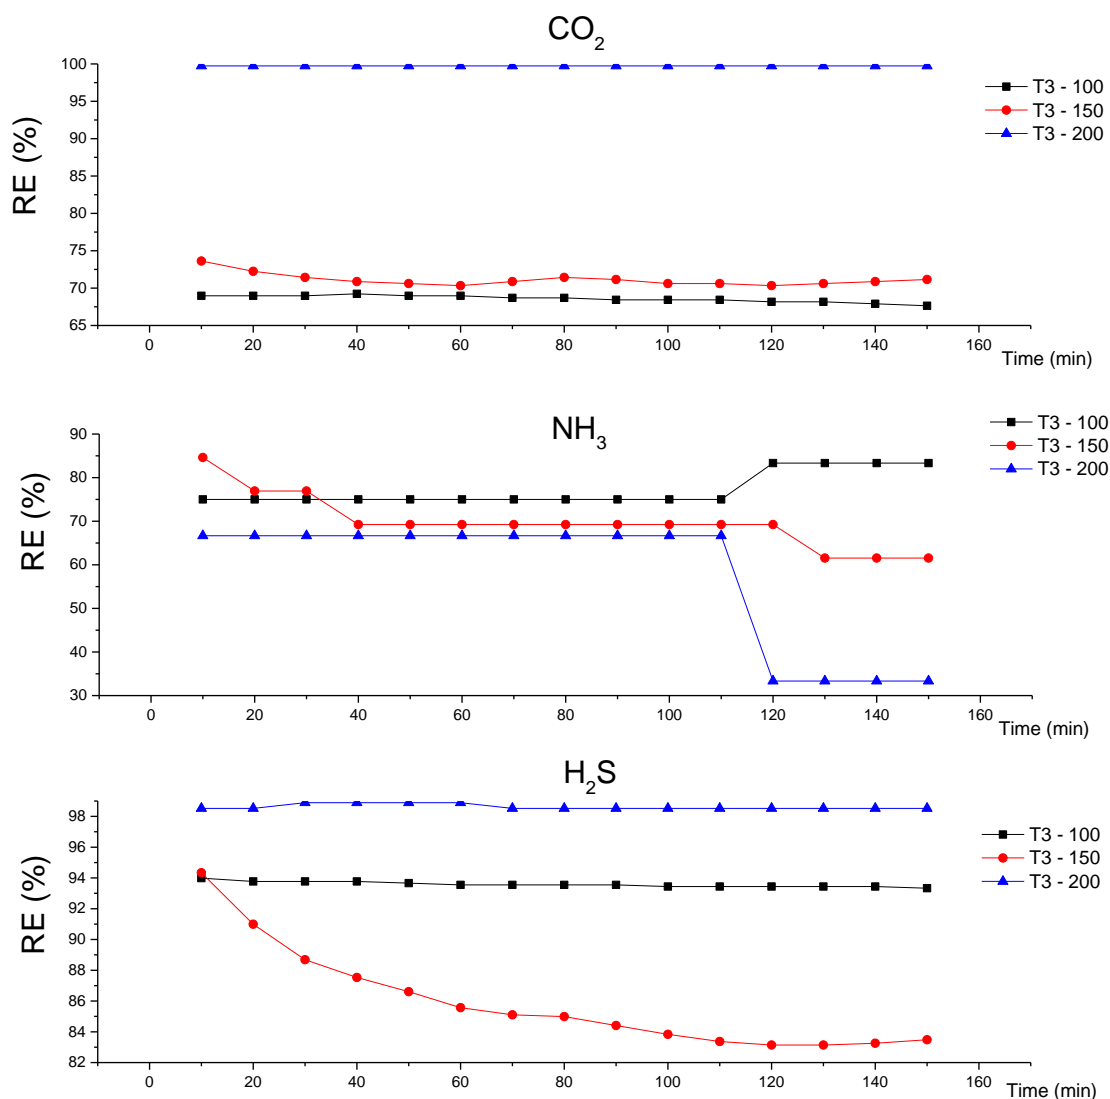 CO₂
RE (%)
100
95
90
85
80
75
70
65
0 20 40 60 80 100 120 140 160
Time (min)
T3 - 100
T3 - 150
T3 - 200
NH₃
RE (%)
90
80
70
60
50
40
30
0 20 40 60 80 100 120 140 160
Time (min)
T3 - 100
T3 - 150
T3 - 200
H₂S
RE (%)
98
96
94
92
90
88
86
84
82
0 20 40 60 80 100 120 140 160
Time (min)
T3 - 100
T3 - 150
T3 - 200